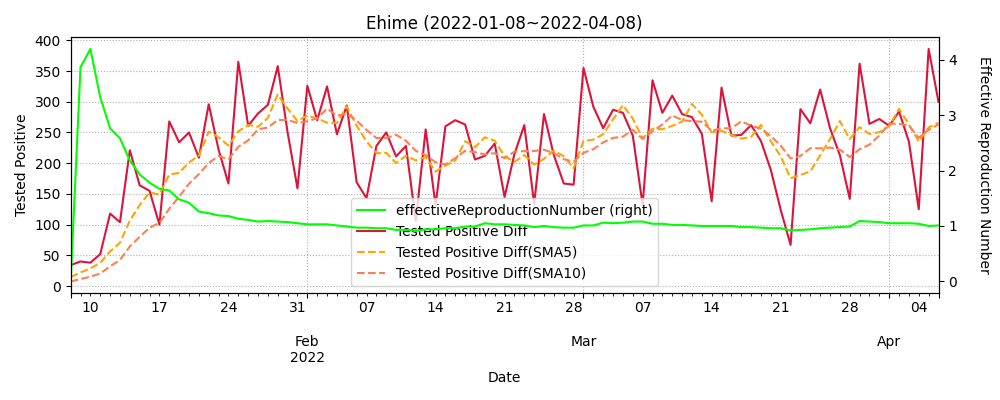 Ehime (2022-01-08~2022-04-08)
400
350
300
250
200
150
100
50
0
Tested Positive
4
3
2
1
0
Effective Reproduction Number
effectiveReproductionNumber (right)
Tested Positive Diff
Tested Positive Diff(SMA5)
Tested Positive Diff(SMA10)
10 17 24 31 07 14 21 28 07 14 21 28 04
Feb Mar Apr
2022
Date